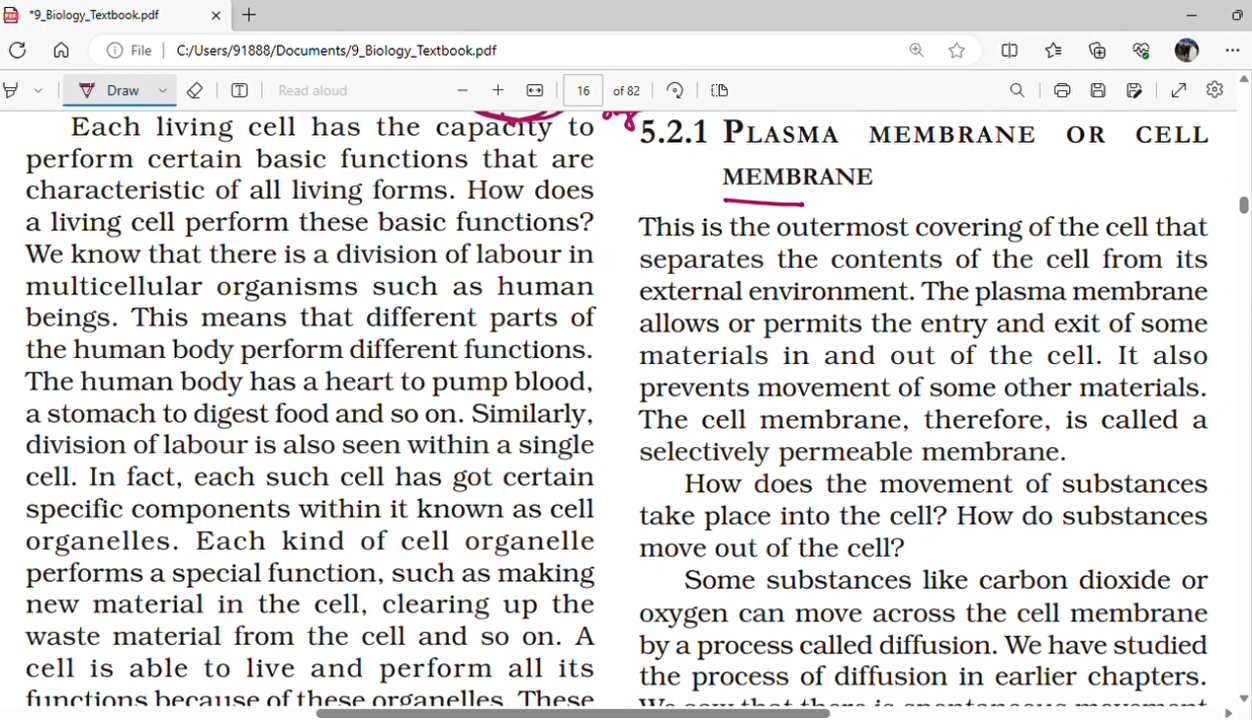 *9_Biology_Textbook.pdf
File
C:/Users/91888/Documents/9_Biology_Textbook.pdf
Draw
Read aloud
16
of 82
Each living cell has the capacity to
perform certain basic functions that are
characteristic of all living forms. How does
a living cell perform these basic functions?
We know that there is a division of labour in
multicellular organisms such as human
beings. This means that different parts of
the human body perform different functions.
The human body has a heart to pump blood,
a stomach to digest food and so on. Similarly,
division of labour is also seen within a single
cell. In fact, each such cell has got certain
specific components within it known as cell
organelles. Each kind of cell organelle
performs a special function, such as making
new material in the cell, clearing up the
waste material from the cell and so on. A
cell is able to live and perform all its
functions because of these organelles. These
5.2.1 PLASMA MEMBRANE OR CELL
MEMBRANE
This is the outermost covering of the cell that
separates the contents of the cell from its
external environment. The plasma membrane
allows or permits the entry and exit of some
materials in and out of the cell. It also
prevents movement of some other materials.
The cell membrane, therefore, is called a
selectively permeable membrane.
How does the movement of substances
take place into the cell? How do substances
move out of the cell?
Some substances like carbon dioxide or
oxygen can move across the cell membrane
by a process called diffusion. We have studied
the process of diffusion in earlier chapters.
We saw that there is spontaneous movement